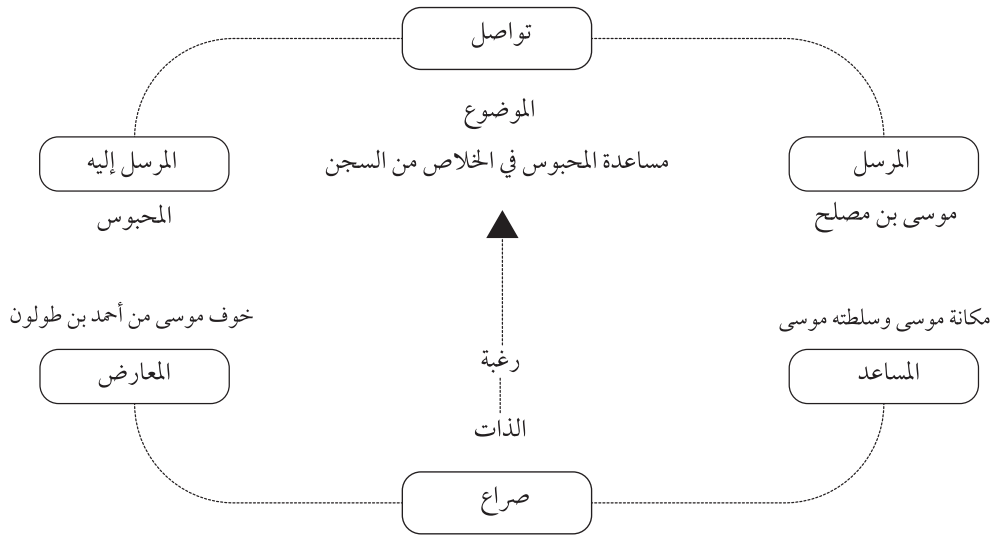 تواصل
الموضوع
المرسل
مساعدة المحبوس في الخلاص من السجن
المرسل إليه
موسى بن مصلح
المحبوس
مكانة موسى وسلطته موسى
خوف موسى من أحمد بن طولون
المساعد
رغبة
المعارض
الذات
صراع